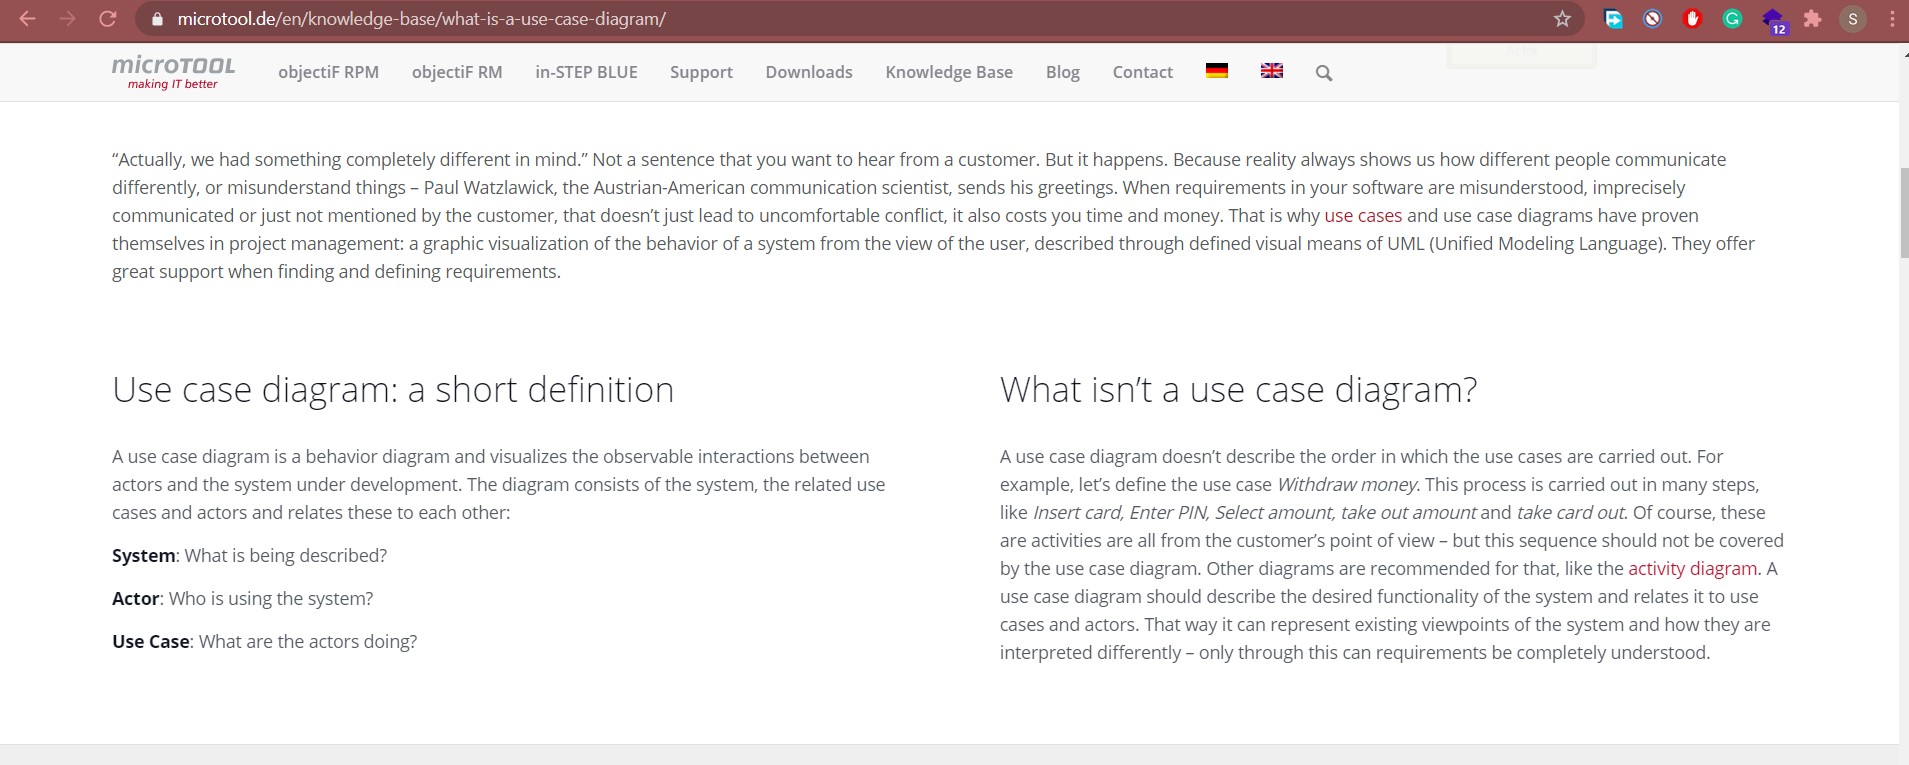 microtool.de/en/knowledge-base/what-is-a-use-case-diagram/
12
S
microTOOL
making IT better
objectiF RPM objectiF RM in-STEP BLUE Support Downloads Knowledge Base Blog Contact
“Actually, we had something completely different in mind.” Not a sentence that you want to hear from a customer. But it happens. Because reality always shows us how different people communicate
differently, or misunderstand things – Paul Watzlawick, the Austrian-American communication scientist, sends his greetings. When requirements in your software are misunderstood, imprecisely
communicated or just not mentioned by the customer, that doesn’t just lead to uncomfortable conflict, it also costs you time and money. That is why use cases and use case diagrams have proven
themselves in project management: a graphic visualization of the behavior of a system from the view of the user, described through defined visual means of UML (Unified Modeling Language). They offer
great support when finding and defining requirements.
Use case diagram: a short definition
A use case diagram is a behavior diagram and visualizes the observable interactions between
actors and the system under development. The diagram consists of the system, the related use
cases and actors and relates these to each other:
System: What is being described?
Actor: Who is using the system?
Use Case: What are the actors doing?
What isn’t a use case diagram?
A use case diagram doesn’t describe the order in which the use cases are carried out. For
example, let’s define the use case Withdraw money. This process is carried out in many steps,
like Insert card, Enter PIN, Select amount, take out amount and take card out. Of course, these
are activities are all from the customer’s point of view – but this sequence should not be covered
by the use case diagram. Other diagrams are recommended for that, like the activity diagram. A
use case diagram should describe the desired functionality of the system and relates it to use
cases and actors. That way it can represent existing viewpoints of the system and how they are
interpreted differently – only through this can requirements be completely understood.